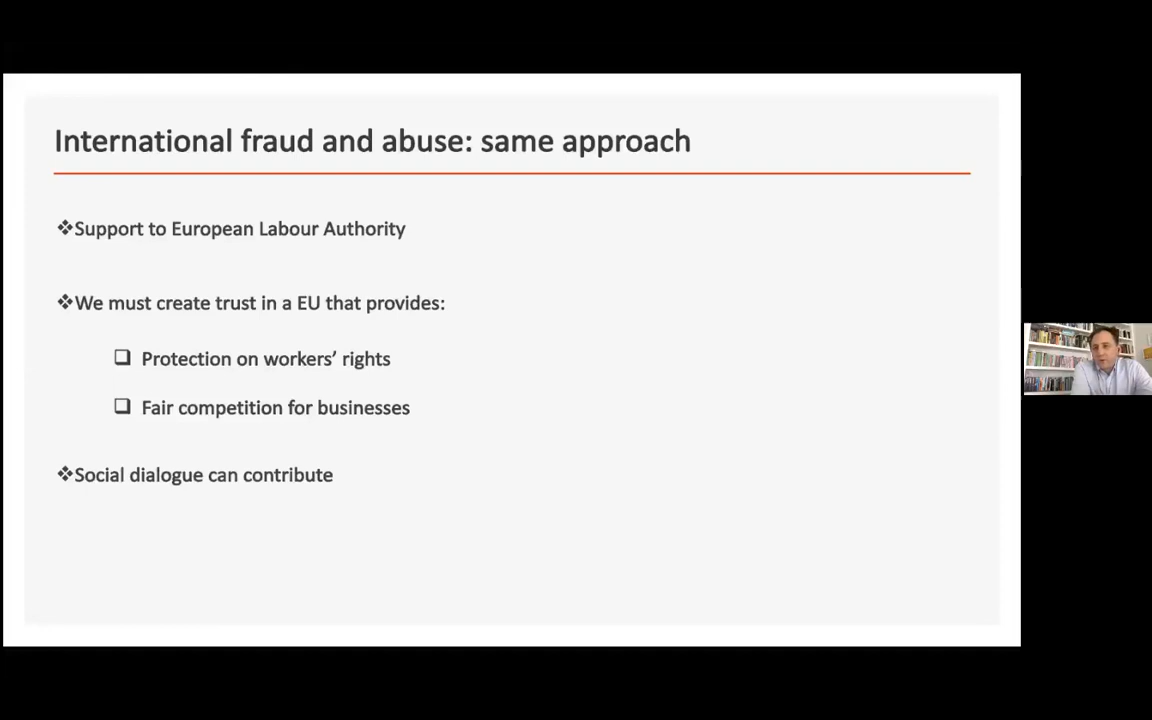 International fraud and abuse: same approach
❖Support to European Labour Authority
❖We must create trust in a EU that provides:
❑ Protection on workers’ rights
❑ Fair competition for businesses
❖Social dialogue can contribute